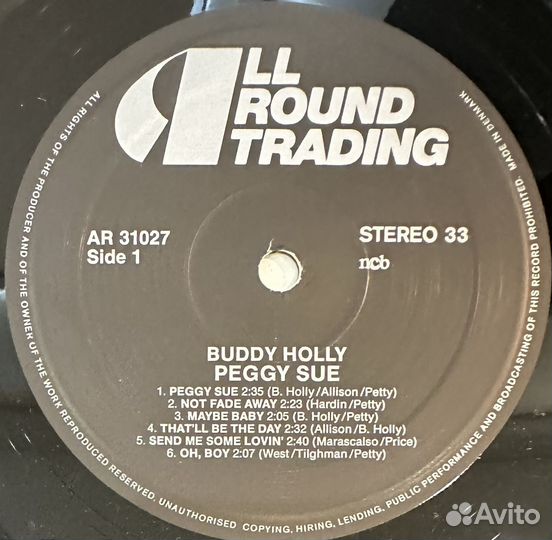 ALL
ROUND
TRADING
ALL RIGHTS OF THE PRODUCER AND OF THE OWNER OF THE WORK REPRODUCED RESERVED. UNAUTHORISED COPYING, HIRING, LENDING, PUBLIC PERFORMANCE AND BROADCASTING OF THIS RECORD PROHIBITED. MADE IN DENMARK
AR 31027
Side 1
STEREO 33
ncb
BUDDY HOLLY
PEGGY SUE
1. PEGGY SUE 2:35 (B. Holly/Allison/Petty)
2. NOT FADE AWAY 2:23 (Hardin/Petty)
3. MAYBE BABY 2:05 (B. Holly/Petty)
4. THAT'LL BE THE DAY 2:32 (Allison/B. Holly)
5. SEND ME SOME LOVIN' 2:40 (Marascalso/Price)
6. OH, BOY 2:07 (West/Tilghman/Petty)
Avito